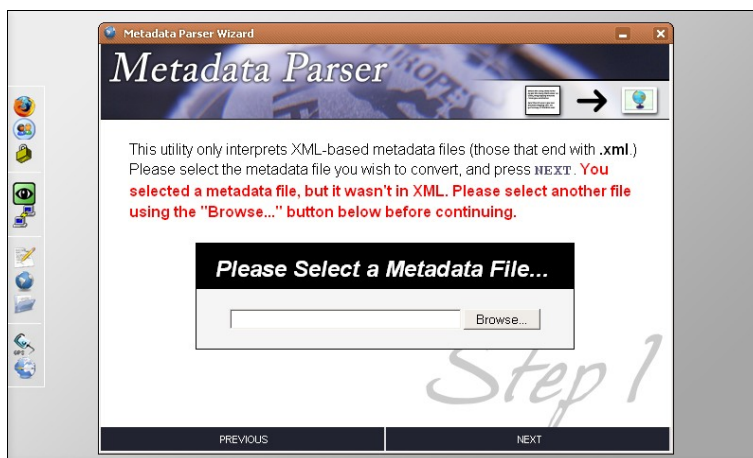 Metadata Parser Wizard
Metadata Parser
This utility only interprets XML-based metadata files (those that end with .xml.)
Please select the metadata file you wish to convert, and press NEXT. You
selected a metadata file, but it wasn't in XML. Please select another file
using the "Browse..." button below before continuing.
Please Select a Metadata File...
Browse...
Step 1
PREVIOUS
NEXT